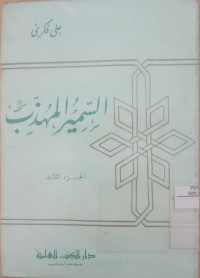 علي فكري
السمير المهذب
الجزء الثالث
دار الكتب العلمية